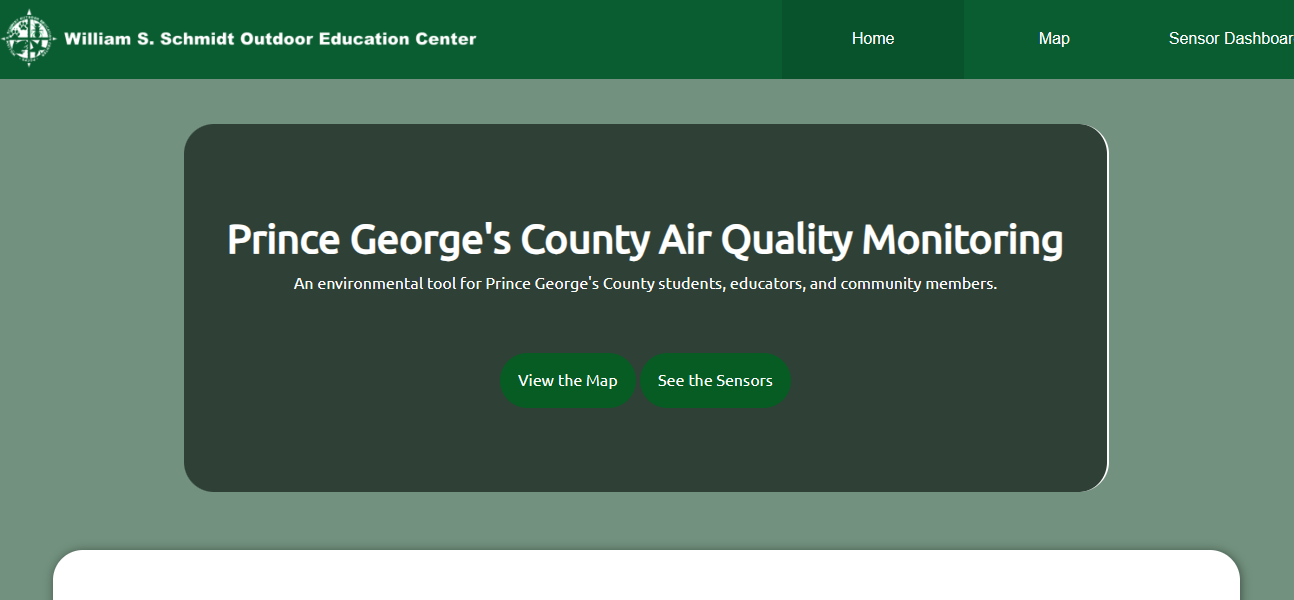 William S. Schmidt Outdoor Education Center
Home
Map
Sensor Dashboar
Prince George's County Air Quality Monitoring
An environmental tool for Prince George's County students, educators, and community members.
View the Map
See the Sensors